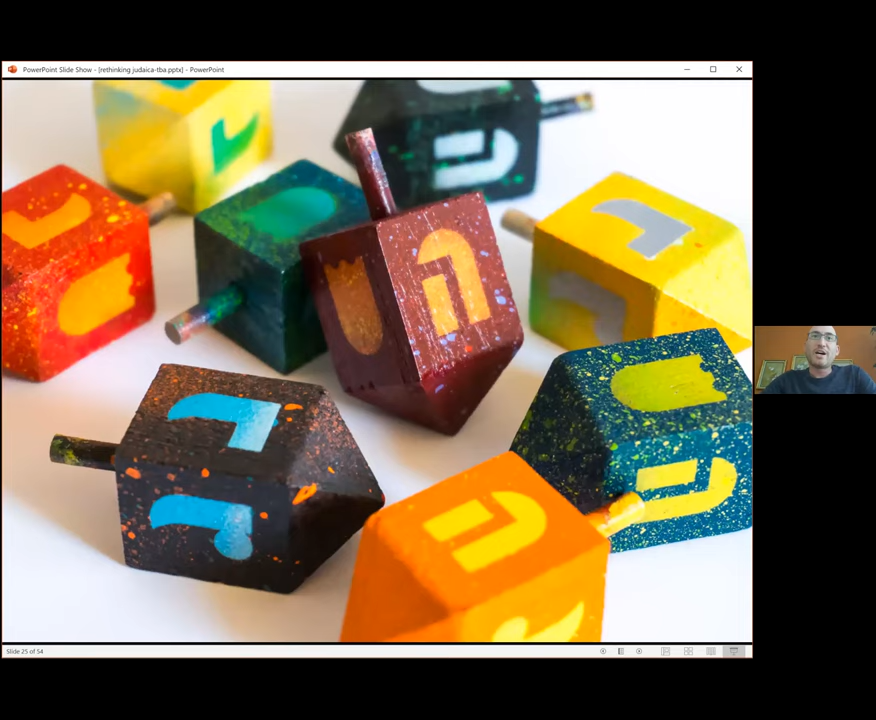 PowerPoint Slide Show - [rethinking judaica-tba.pptx] - PowerPoint
ה
ש
ה
ש
ה
ה
Slide 25 of 54